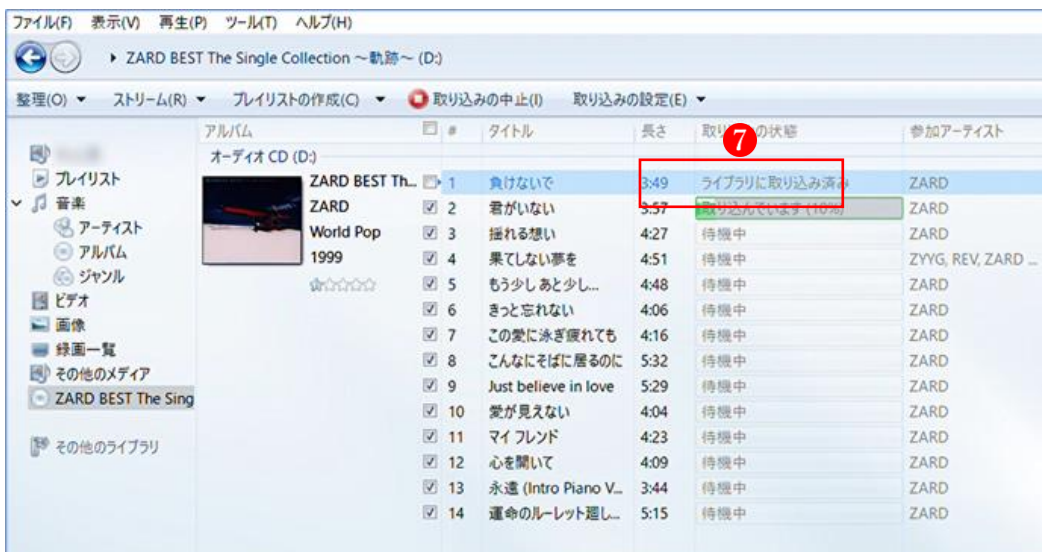 ファイル(F) 表示(V) 再生(P) ツール(T) ヘルプ(H)
ZARD BEST The Single Collection ～軌跡～ (D:)
整理(O) ストリーム(R) プレイリストの作成(C) 取り込みの中止(I) 取り込みの設定(E)
アルバム # タイトル 長さ 取り の状態 参加アーティスト
7
オーディオ CD (D:)
プレイリスト
音楽
アーティスト
アルバム
ジャンル
ビデオ
画像
録画一覧
その他のメディア
ZARD BEST The Sing
その他のライブラリ
ZARD BEST Th...
ZARD
World Pop
1999
1 負けないで 3:49 ライブラリに取り込み済み ZARD
2 君がいない 3:57 取り込んでいます (10%) ZARD
3 揺れる想い 4:27 待機中 ZARD
4 果てしない夢を 4:51 待機中 ZYYG, REV, ZARD ...
5 もう少し あと少し... 4:48 待機中 ZARD
6 きっと忘れない 4:06 待機中 ZARD
7 この愛に泳ぎ疲れても 4:16 待機中 ZARD
8 こんなにそばに居るのに 5:32 待機中 ZARD
9 Just believe in love 5:29 待機中 ZARD
10 愛が見えない 4:04 待機中 ZARD
11 マイ フレンド 4:23 待機中 ZARD
12 心を開いて 4:09 待機中 ZARD
13 永遠 (Intro Piano V... 3:44 待機中 ZARD
14 運命のルーレット廻し... 5:15 待機中 ZARD